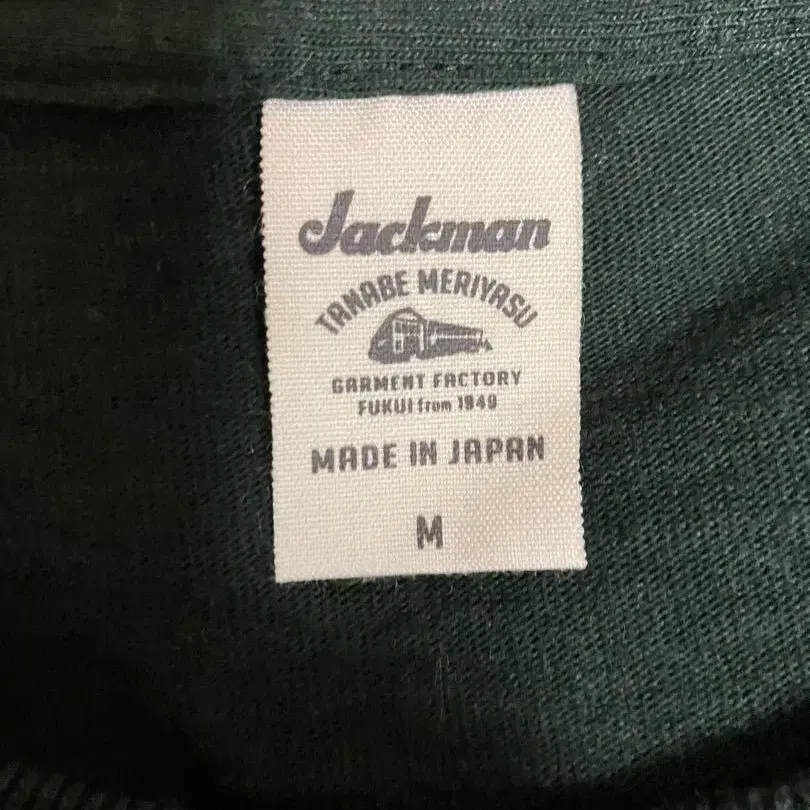 Jackman
TANABE MERIYASU
GARMENT FACTORY
FUKUI from 1949
MADE IN JAPAN
M